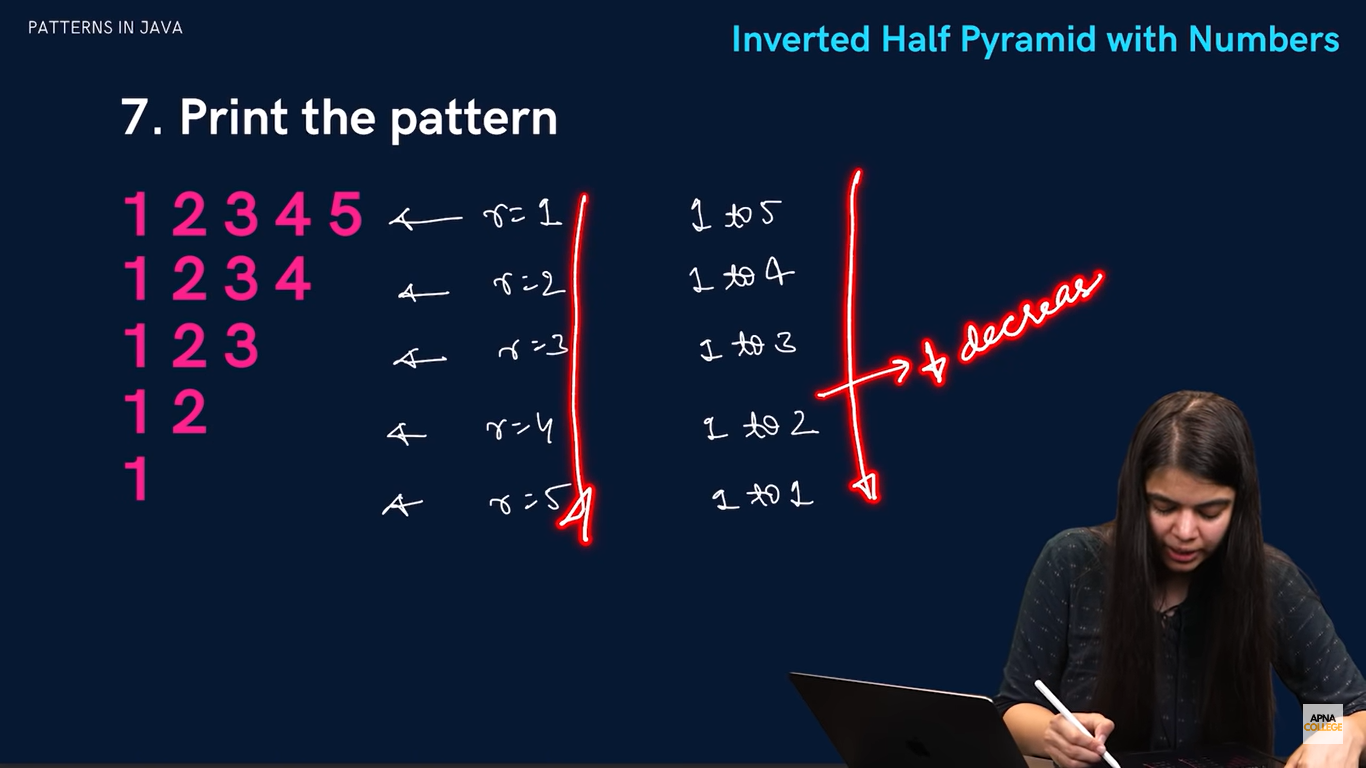 PATTERNS IN JAVA
Inverted Half Pyramid with Numbers
7. Print the pattern
1 2 3 4 5 r=1 1 to 5
1 2 3 4 r=2 1 to 4
1 2 3 r=3 1 to 3
1 2 r=4 1 to 2
1 r=5 1 to 1
decreas
APNA
COLLEGE